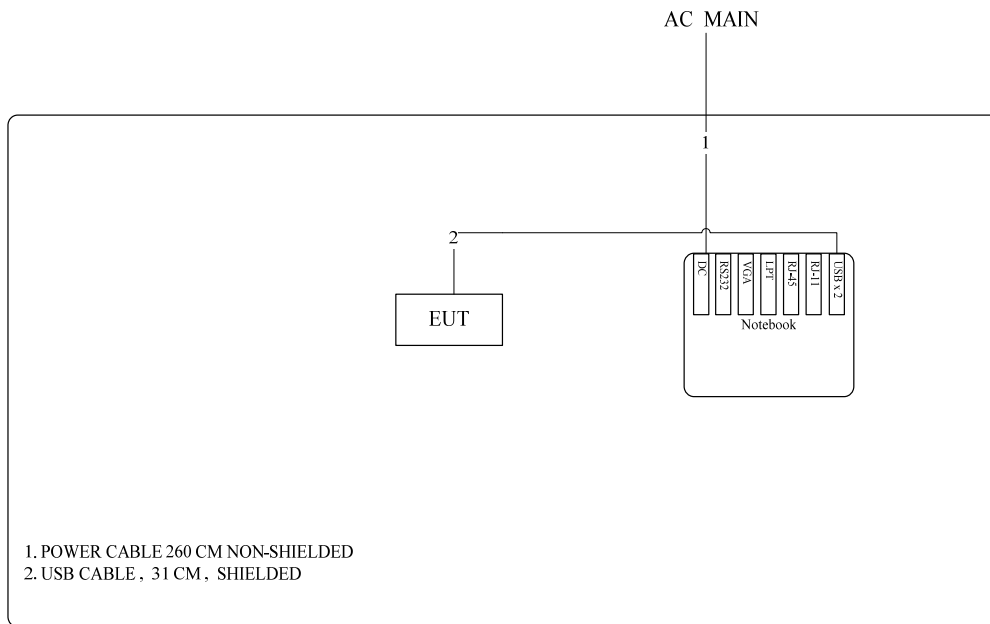 AC MAIN
1
2
DC
RS232
VGA
LPT
RJ-45
RJ-11
USB x 2
Notebook
EUT
1. POWER CABLE 260 CM NON-SHIELDED
2. USB CABLE , 31 CM , SHIELDED